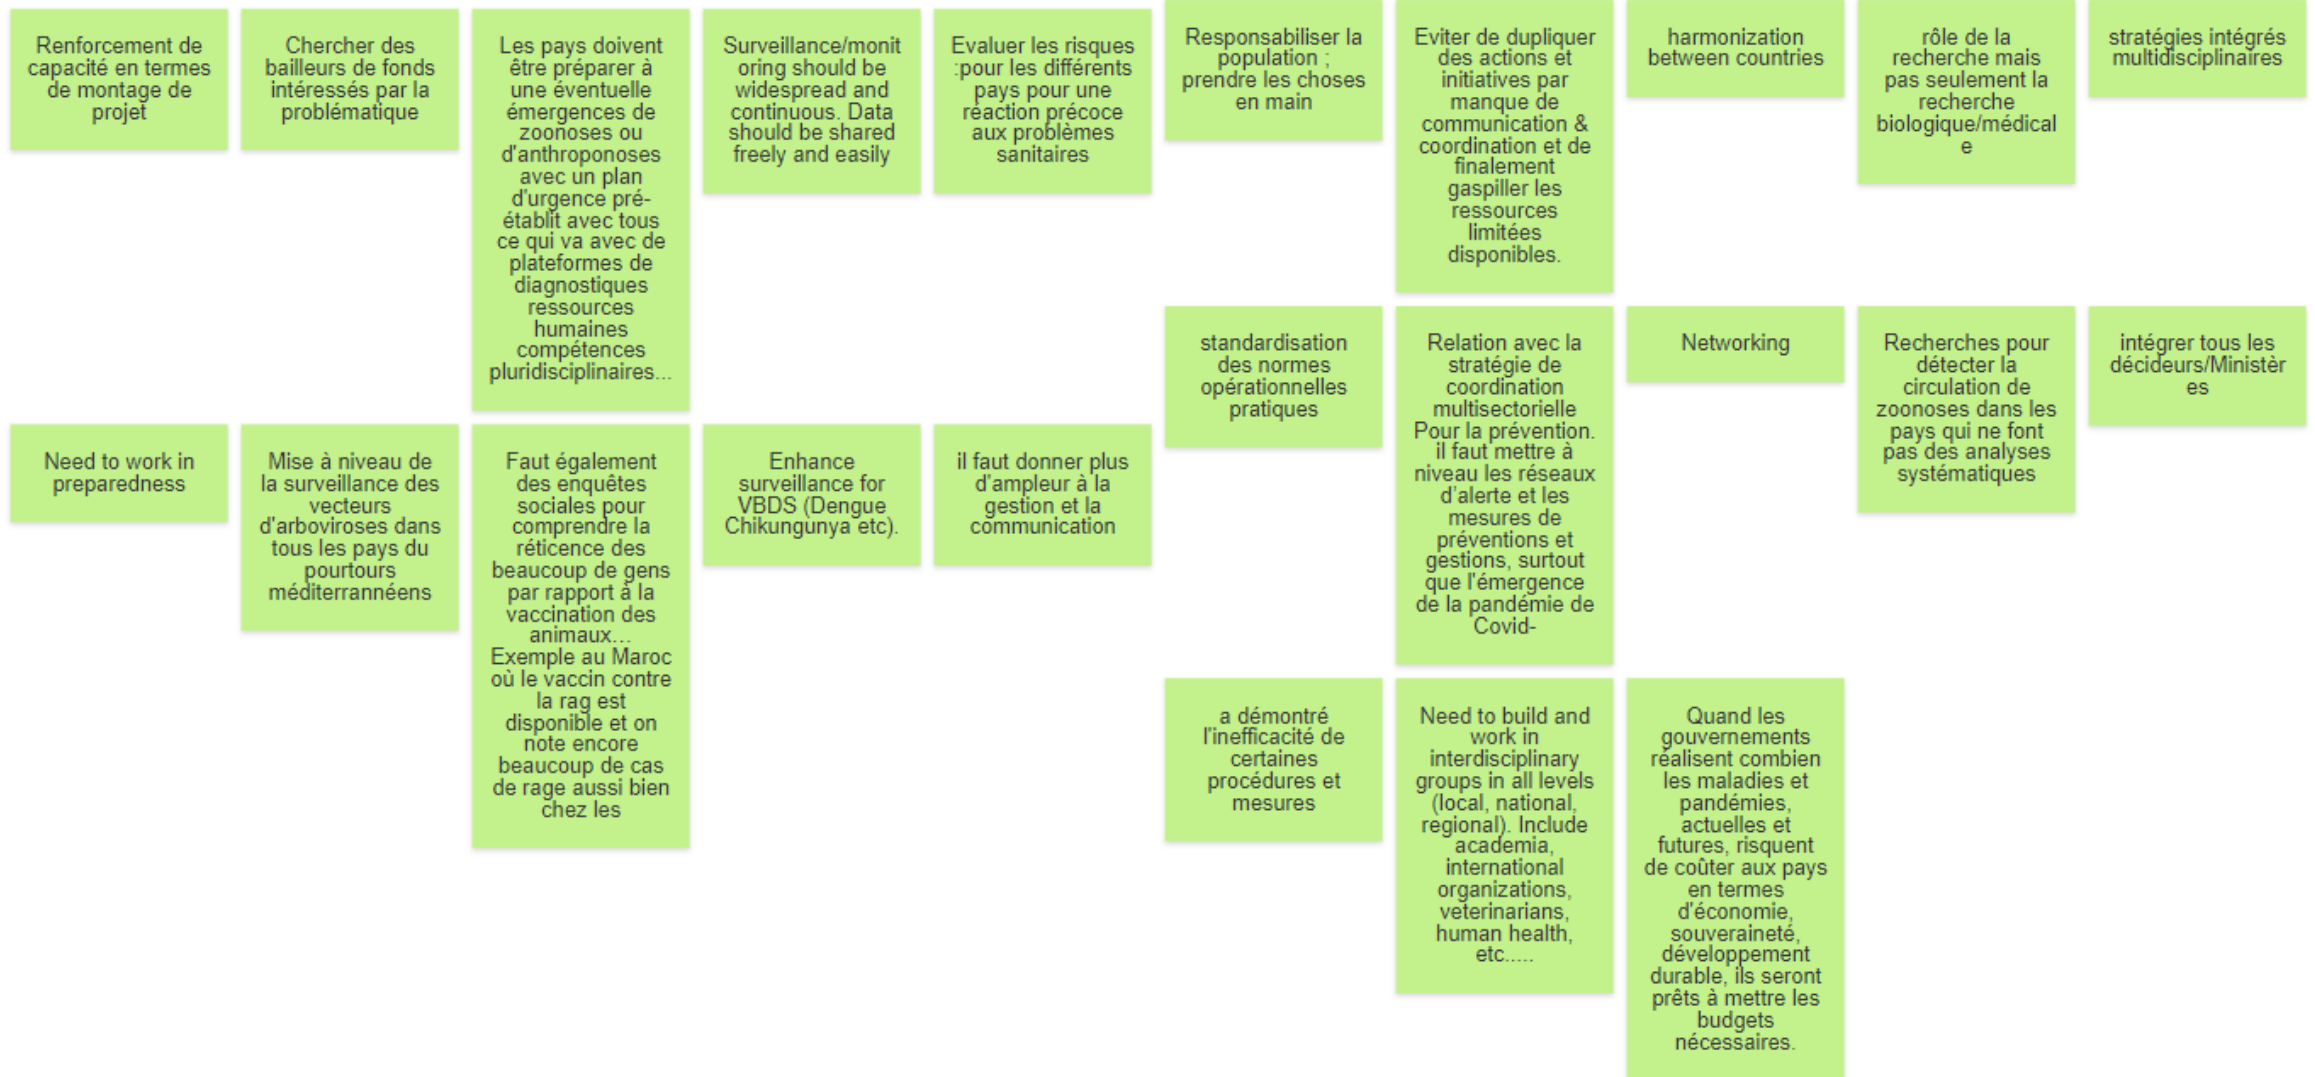 Renforcement de
capacité en termes
de montage de
projet
Chercher des
bailleurs de fonds
intéressés par la
problématique
Les pays doivent
être préparer à
une éventuelle
émergences de
zoonoses ou
d'anthroponoses
avec un plan
d'urgence pré-
établit avec tous
ce qui va avec de
plateformes de
diagnostiques
ressources
humaines
compétences
pluridisciplinaires...
Surveillance/monit
oring should be
widespread and
continuous. Data
should be shared
freely and easily
Evaluer les risques
:pour les différents
pays pour une
réaction précoce
aux problèmes
sanitaires
Responsabiliser la
population ;
prendre les choses
en main
Eviter de dupliquer
des actions et
initiatives par
manque de
communication &
coordination et de
finalement
gaspiller les
ressources
limitées
disponibles.
harmonization
between countries
rôle de la
recherche mais
pas seulement la
recherche
biologique/médical
e
stratégies intégrés
multidisciplinaires
standardisation
des normes
opérationnelles
pratiques
Relation avec la
stratégie de
coordination
multisectorielle
Pour la prévention.
il faut mettre à
niveau les réseaux
d'alerte et les
mesures de
préventions et
gestions, surtout
que l'émergence
de la pandémie de
Covid-
Networking
Recherches pour
détecter la
circulation de
zoonoses dans les
pays qui ne font
pas des analyses
systématiques
intégrer tous les
décideurs/Ministèr
es
Need to work in
preparedness
Mise à niveau de
la surveillance des
vecteurs
d'arboviroses dans
tous les pays du
pourtours
méditerrannéens
Faut également
des enquêtes
sociales pour
comprendre la
réticence des
beaucoup de gens
par rapport à la
vaccination des
animaux...
Exemple au Maroc
où le vaccin contre
la rag est
disponible et on
note encore
beaucoup de cas
de rage aussi bien
chez les
Enhance
surveillance for
VBDS (Dengue
Chikungunya etc).
il faut donner plus
d'ampleur à la
gestion et la
communication
a démontré
l'inefficacité de
certaines
procédures et
mesures
Need to build and
work in
interdisciplinary
groups in all levels
(local, national,
regional). Include
academia,
international
organizations,
veterinarians,
human health,
etc.....
Quand les
gouvernements
réalisent combien
les maladies et
pandémies,
actuelles et
futures, risquent
de coûter aux pays
en termes
d'économie,
souveraineté,
développement
durable, ils seront
prêts à mettre les
budgets
nécessaires.